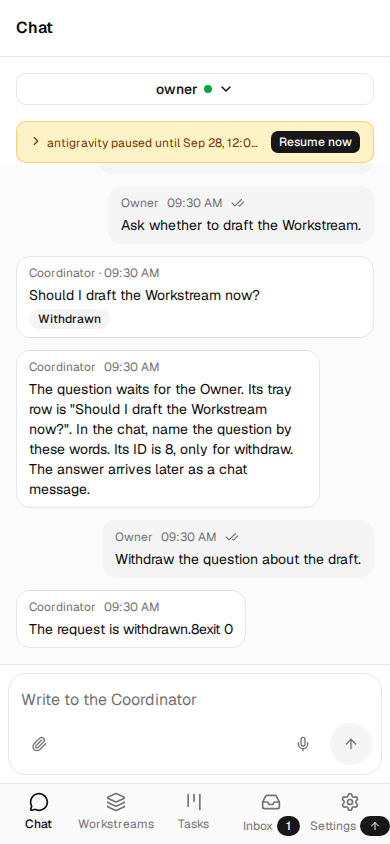 Chat
owner
antigravity paused until Sep 28, 12:0... Resume now
Owner 09:30 AM
Ask whether to draft the Workstream.
Coordinator · 09:30 AM
Should I draft the Workstream now?
Withdrawn
Coordinator 09:30 AM
The question waits for the Owner. Its tray
row is "Should I draft the Workstream
now?". In the chat, name the question by
these words. Its ID is 8, only for withdraw.
The answer arrives later as a chat
message.
Owner 09:30 AM
Withdraw the question about the draft.
Coordinator 09:30 AM
The request is withdrawn.8exit 0
Write to the Coordinator
Chat Workstreams Tasks Inbox 1 Settings